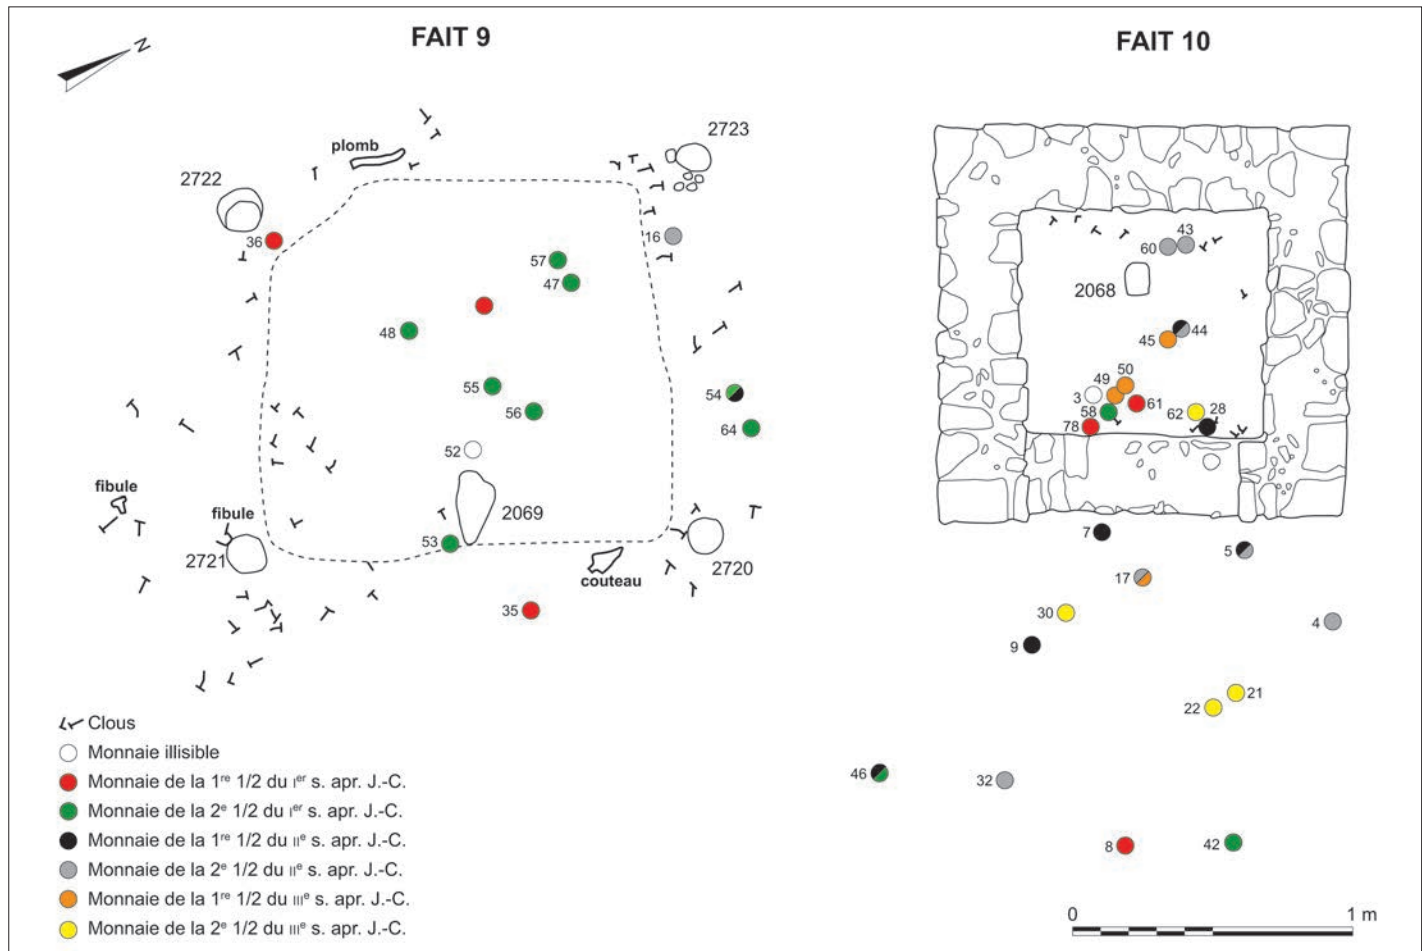 FAIT 9
FAIT 10
N
plomb
2723
2722
36
16
57
47
48
55
54
56
64
52
fibule
fibule
2069
53
2721
2720
couteau
35
43
60
2068
44
45
50
49
3
61
58
62
28
78
7
5
17
30
4
9
21
22
46
32
8
42
Clous
Monnaie illisible
Monnaie de la 1re 1/2 du Ier s. apr. J.-C.
Monnaie de la 2e 1/2 du Ier s. apr. J.-C.
Monnaie de la 1re 1/2 du IIe s. apr. J.-C.
Monnaie de la 2e 1/2 du IIe s. apr. J.-C.
Monnaie de la 1re 1/2 du IIIe s. apr. J.-C.
Monnaie de la 2e 1/2 du IIIe s. apr. J.-C.
0 1 m